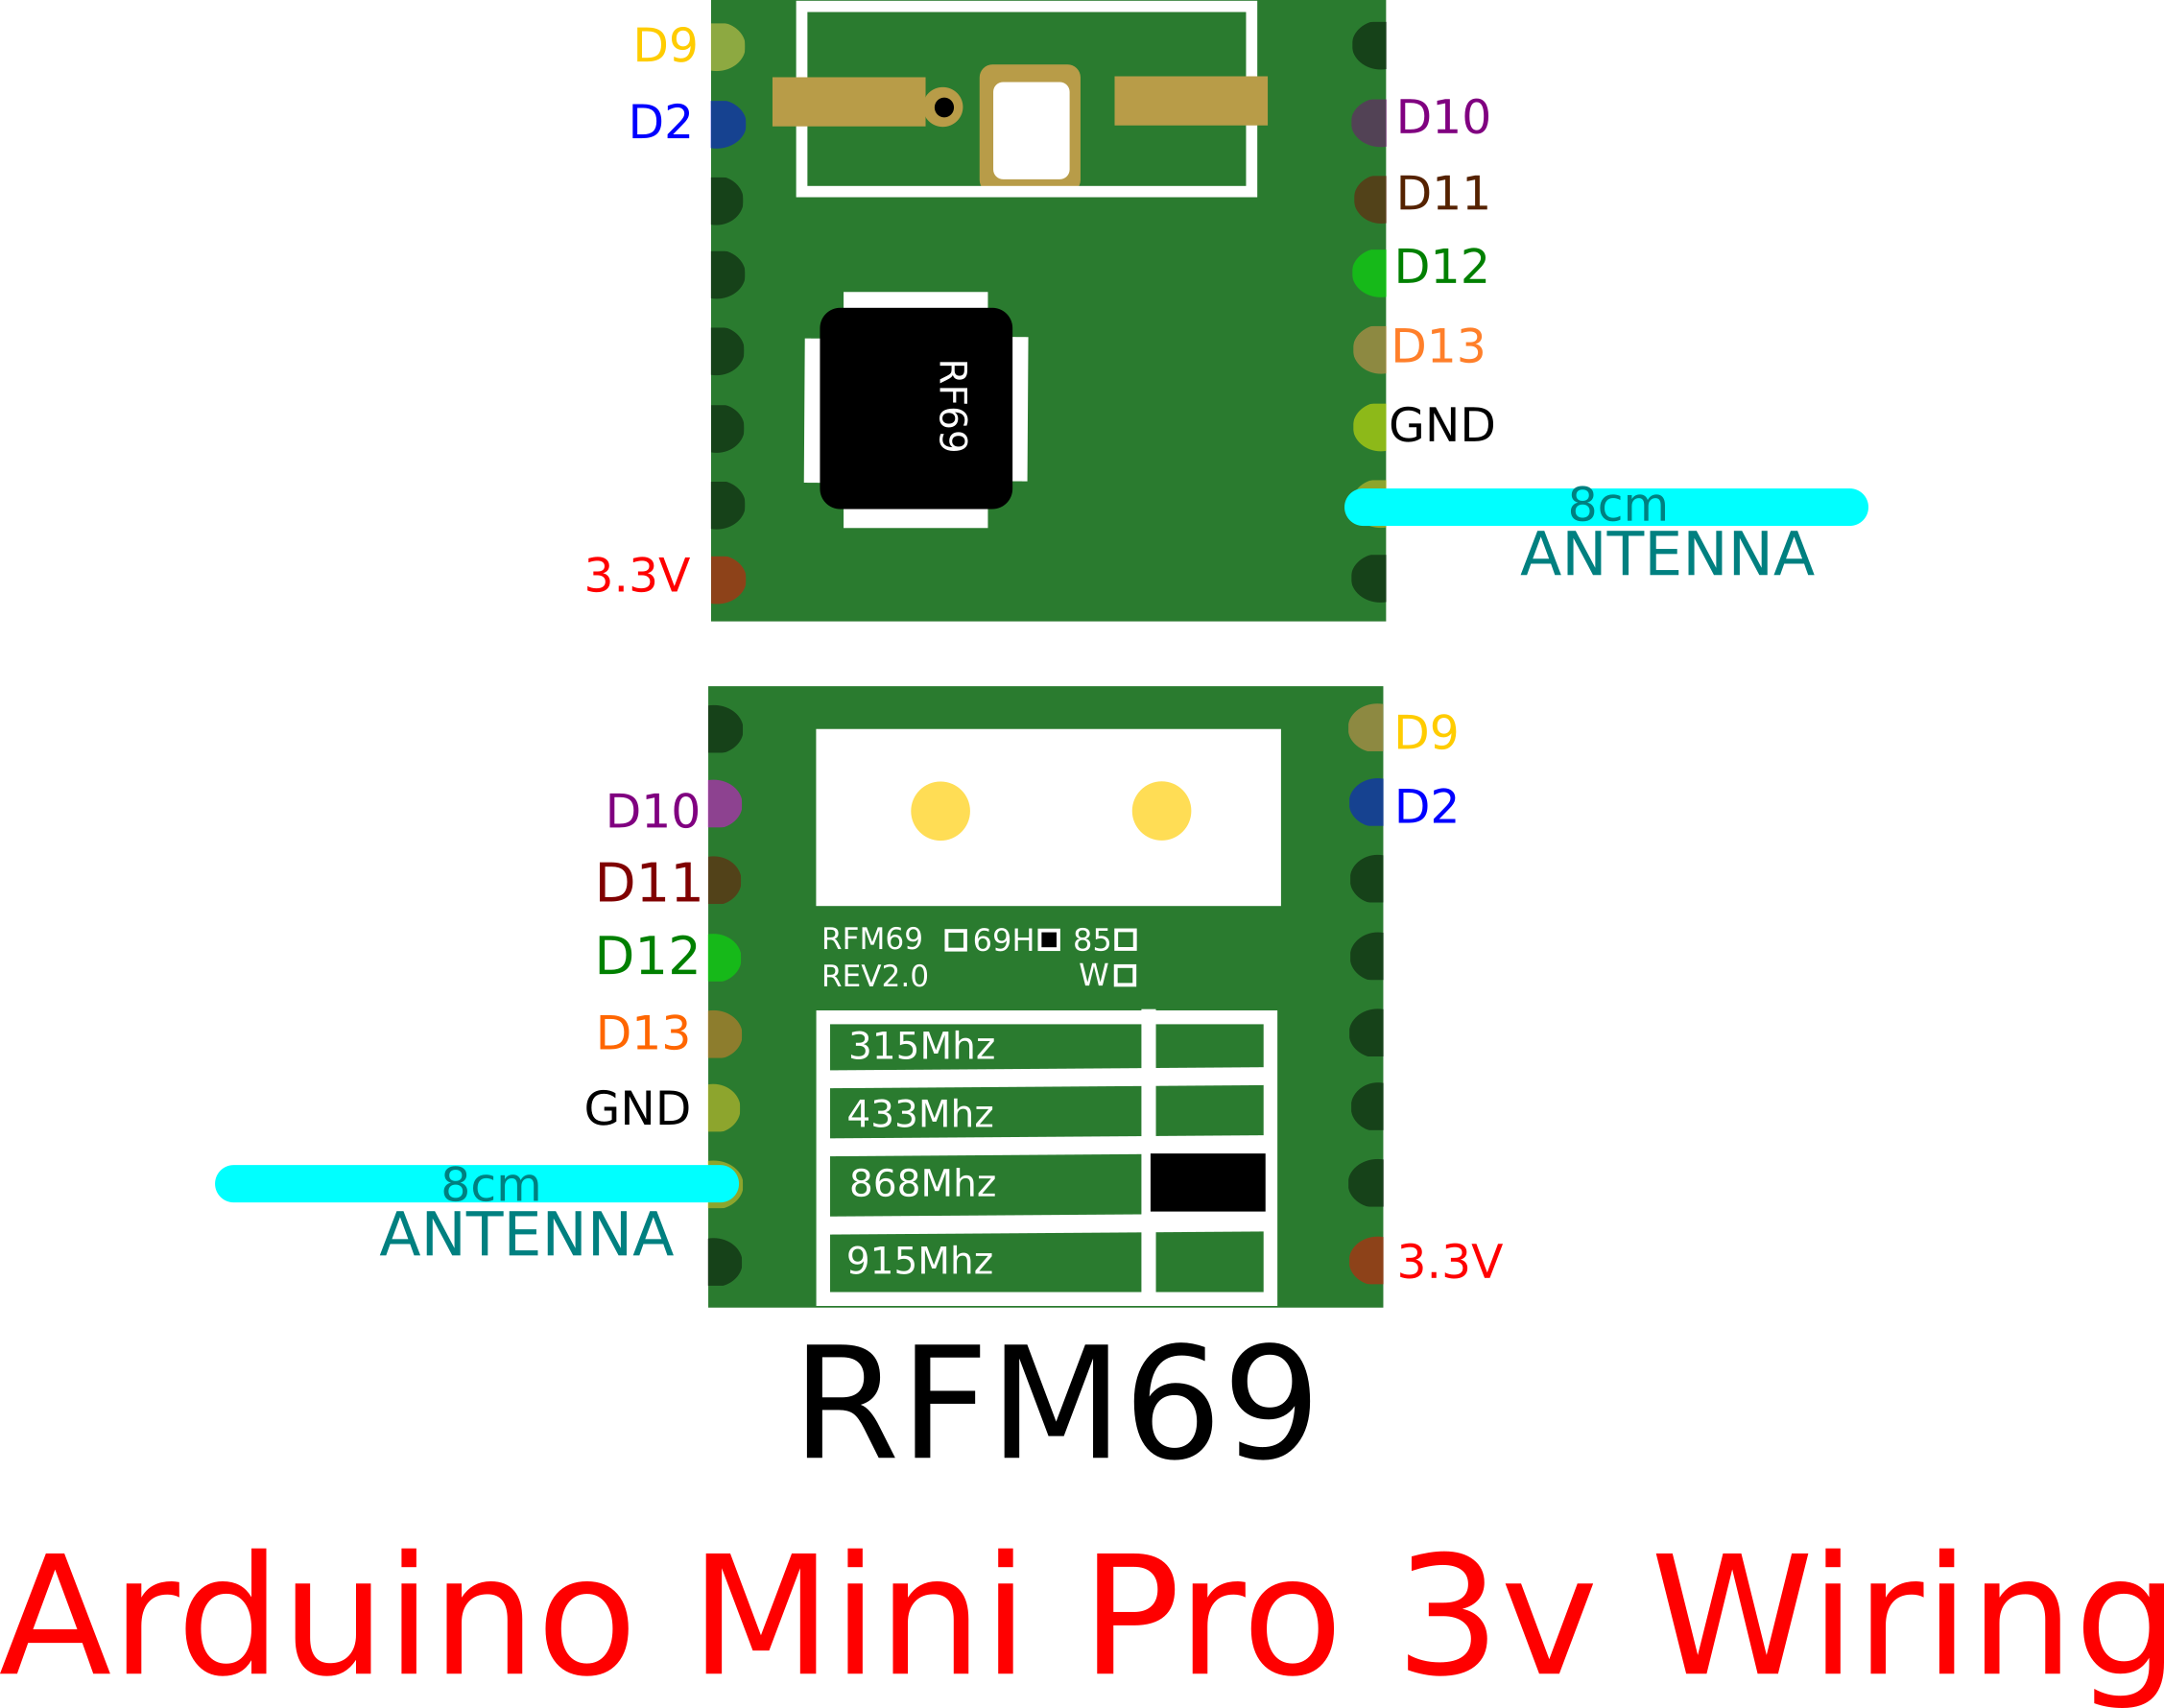 D9
D2
D10
D11
D12
D13
GND
RF69
8cm
ANTENNA
3.3V
D9
D10
D2
D11
RFM69 69H 85
D12
REV2.0 W
D13
315Mhz
GND
433Mhz
8cm
868Mhz
ANTENNA
915Mhz
3.3V
RFM69
Arduino Mini Pro 3v Wiring